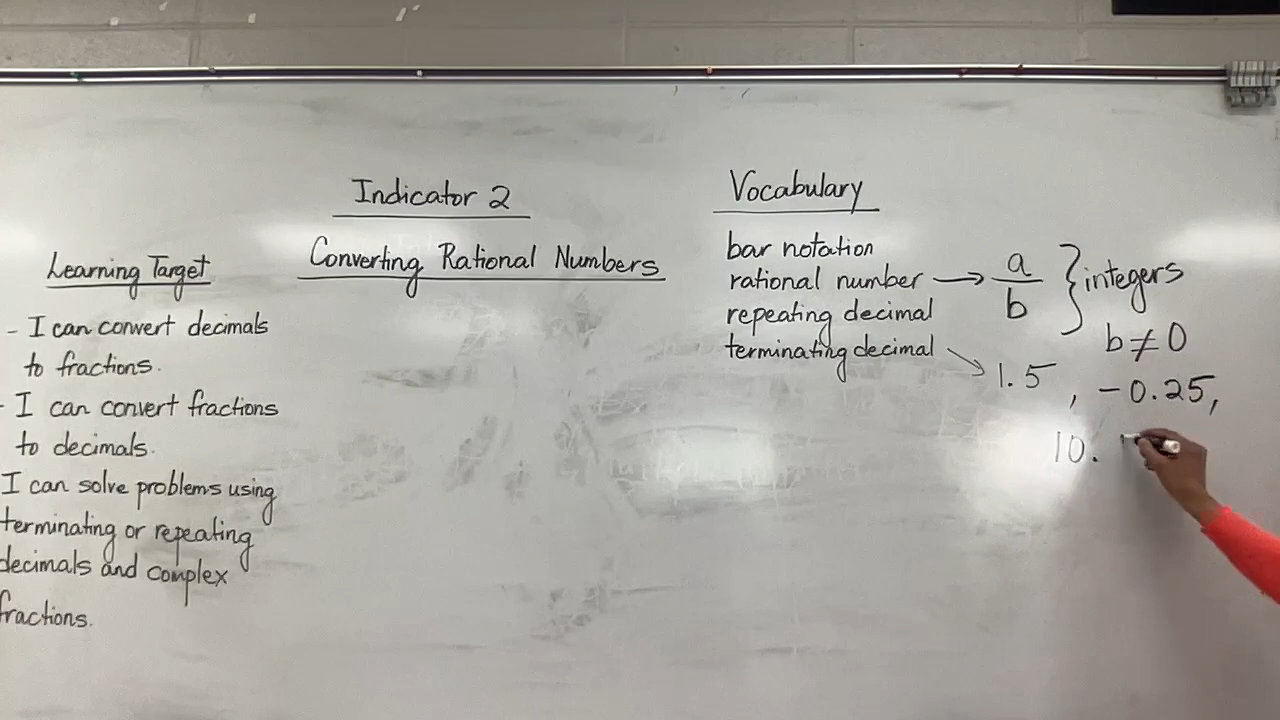 Indicator 2
Converting Rational Numbers
Learning Target
- I can convert decimals
to fractions.
- I can convert fractions
to decimals.
I can solve problems using
terminating or repeating
decimals and complex
fractions.
Vocabulary
bar notation
rational number → a/b } integers
b ≠ 0
repeating decimal
terminating decimal → 1.5, -0.25,
10.